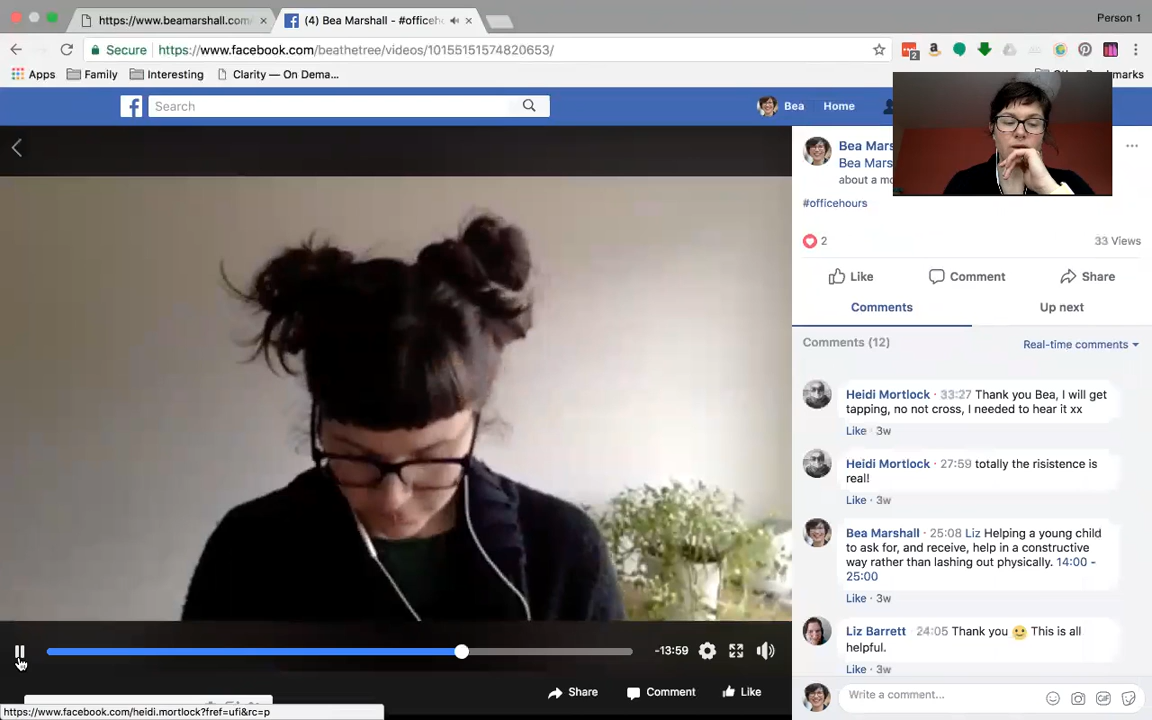 https://www.beamarshall.com/
(4) Bea Marshall - #officeh
Person 1
Secure
https://www.facebook.com/beathetree/videos/10155151574820653/
2
Apps
Family
Interesting
Clarity — On Dema...
Bookmarks
Search
Bea
Home
Bea Mars
Bea Mars
about a mo
#officehours
2
33 Views
Like
Comment
Share
Comments
Up next
Comments (12)
Real-time comments
Heidi Mortlock · 33:27 Thank you Bea, I will get
tapping, no not cross, I needed to hear it xx
Like · 3w
Heidi Mortlock · 27:59 totally the risistence is
real!
Like · 3w
Bea Marshall · 25:08 Liz Helping a young child
to ask for, and receive, help in a constructive
way rather than lashing out physically. 14:00 -
25:00
Like · 3w
Liz Barrett · 24:05 Thank you 🙂 This is all
helpful.
Like · 3w
-13:59
Share
Comment
Like
Write a comment...
https://www.facebook.com/heidi.mortlock?fref=ufi&rc=p